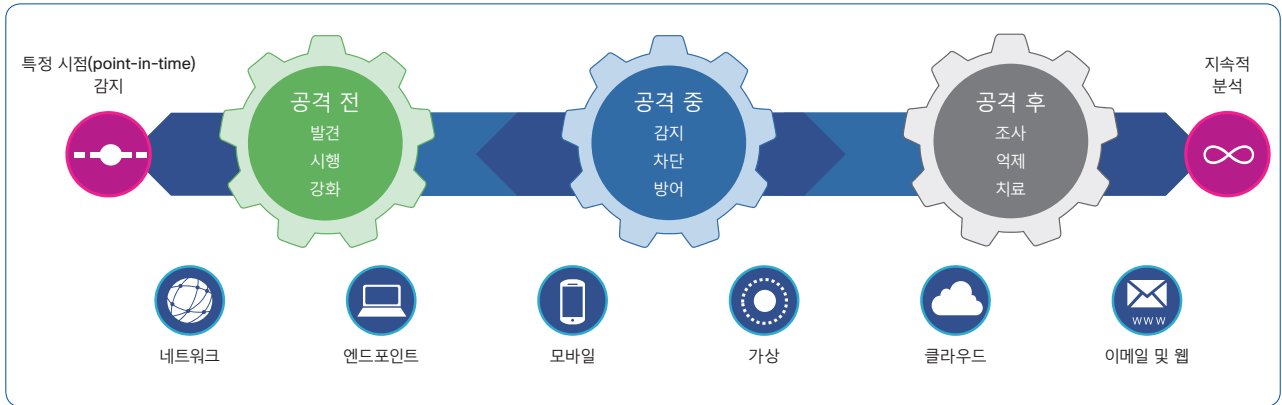 특정 시점(point-in-time)
감지
공격 전
발견
시행
강화
공격 중
감지
차단
방어
공격 후
조사
억제
치료
지속적
분석
네트워크
엔드포인트
모바일
가상
클라우드
WWW
이메일 및 웹